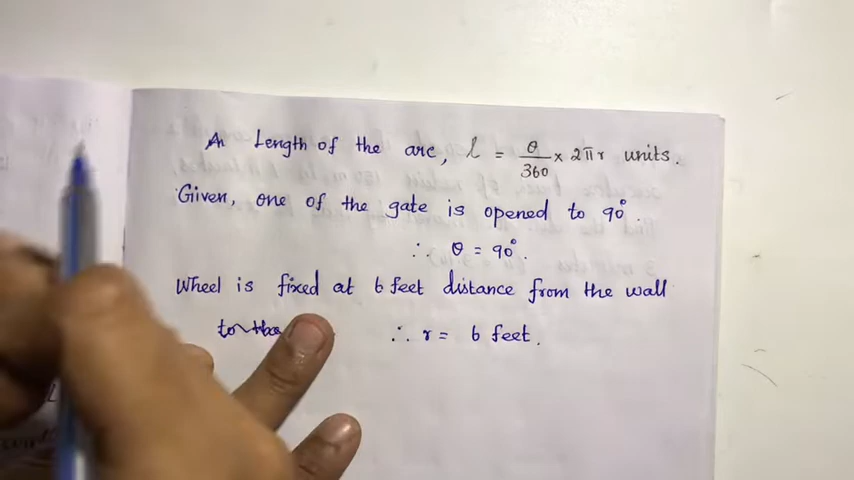 Length of the arc, l = θ/360 × 2πr units.
Given, one of the gate is opened to 90°
∴ θ = 90°.
Wheel is fixed at 6 feet distance from the wall
∴ r = 6 feet.